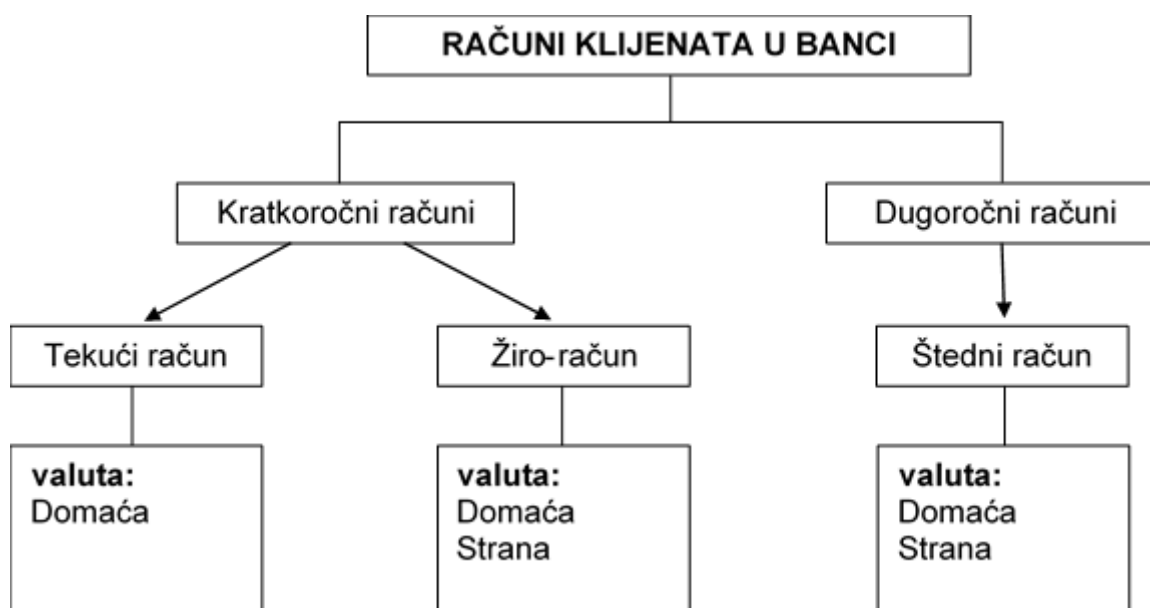 RAČUNI KLIJENATA U BANCI
Kratkoročni računi
Dugoročni računi
Tekući račun
Žiro-račun
Štedni račun
valuta:
Domaća
valuta:
Domaća
Strana
valuta:
Domaća
Strana